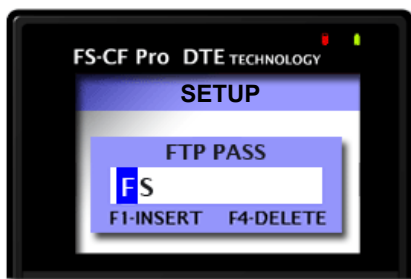 FS-CF Pro DTE TECHNOLOGY
SETUP
FTP PASS
FS
F1-INSERT F4-DELETE